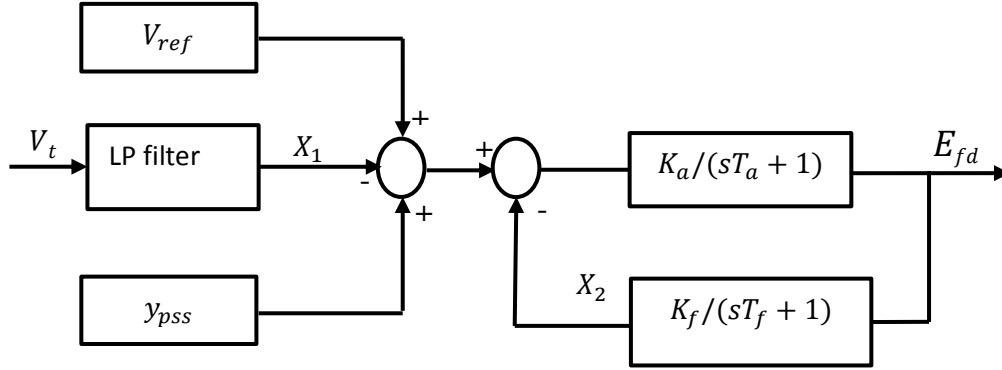 V_ref
+
V_t
LP filter
X_1
-
+
+
-
K_a/(sT_a + 1)
E_fd
y_pss
X_2
K_f/(sT_f + 1)